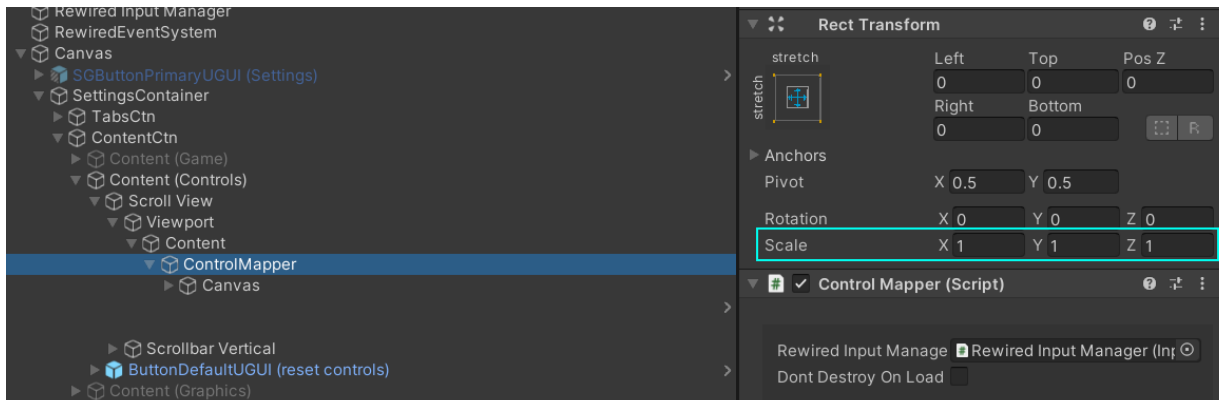 Rewired Input Manager
RewiredEventSystem
Canvas
SGButtonPrimaryUGUI (Settings)
SettingsContainer
TabsCtn
ContentCtn
Content (Game)
Content (Controls)
Scroll View
Viewport
Content
ControlMapper
Canvas
Scrollbar Vertical
ButtonDefaultUGUI (reset controls)
Content (Graphics)
Rect Transform
stretch
stretch
Left Top Pos Z
0 0 0
Right Bottom
0 0 R
Anchors
Pivot X 0.5 Y 0.5
Rotation X 0 Y 0 Z 0
Scale X 1 Y 1 Z 1
# Control Mapper (Script)
Rewired Input Manage # Rewired Input Manager (Inp
Dont Destroy On Load